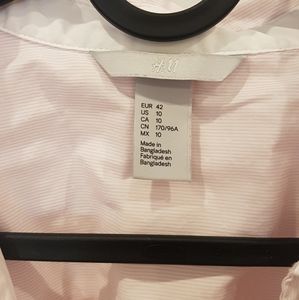 H&M
EUR 42
US 10
CA 10
CN 170/96A
MX 10
Made in
Bangladesh
Fabriqué en
Bangladesh